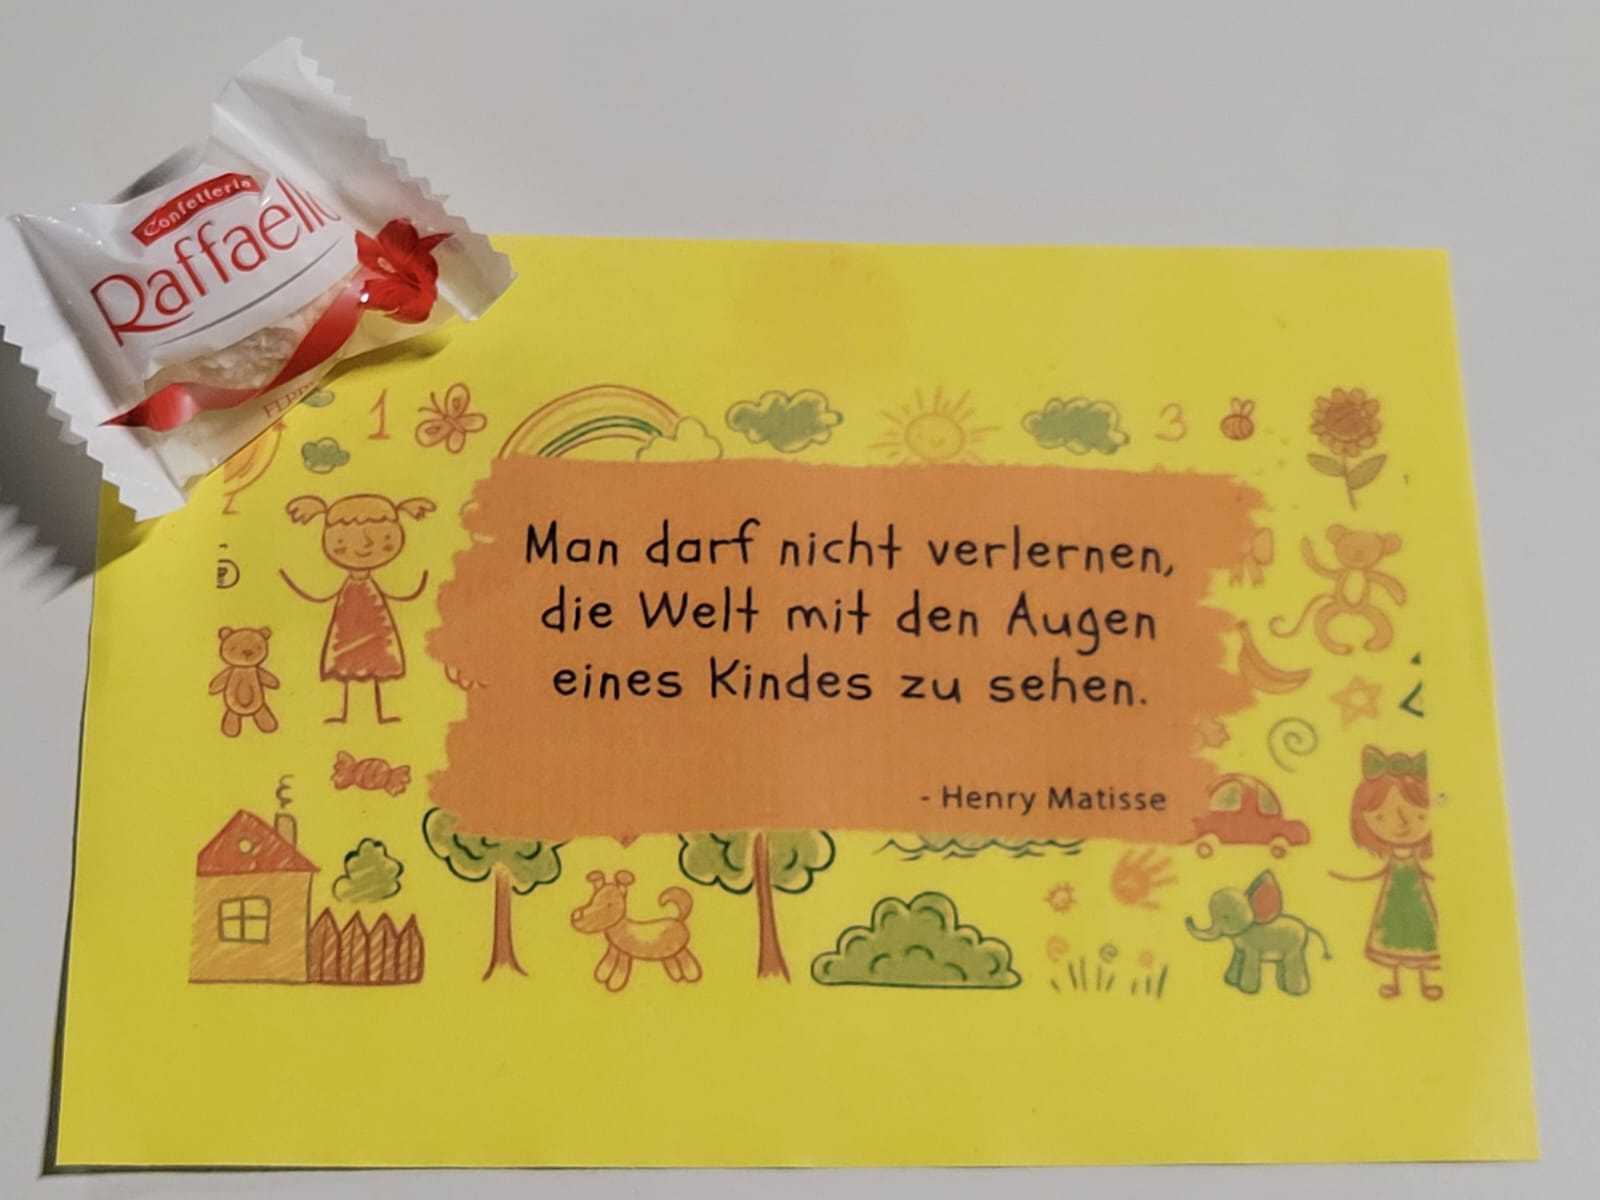 Confetteria
Raffaello
1
3
Man darf nicht verlernen,
die Welt mit den Augen
eines Kindes zu sehen.
- Henry Matisse